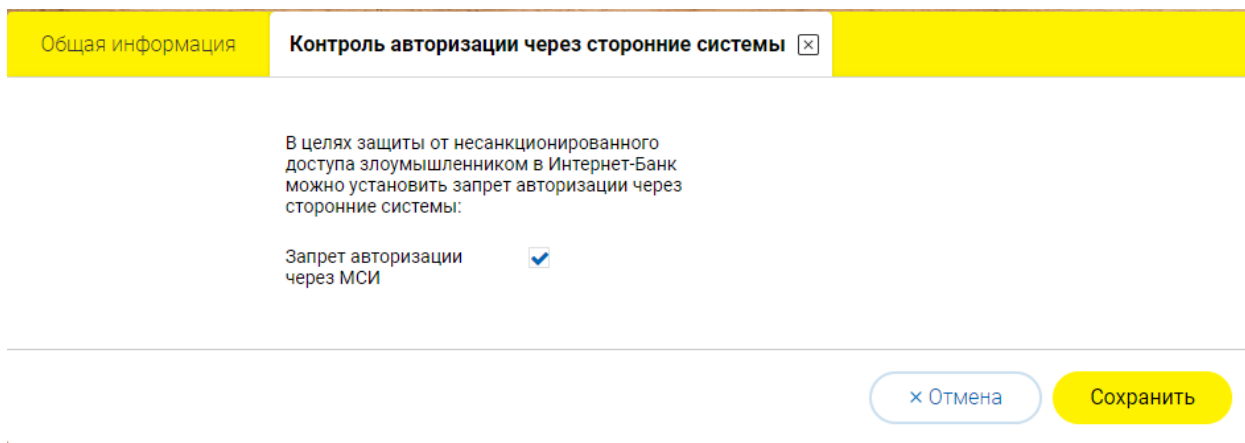 Общая информация
Контроль авторизации через сторонние системы
В целях защиты от несанкционированного
доступа злоумышленником в Интернет-Банк
можно установить запрет авторизации через
сторонние системы:
Запрет авторизации
через МСИ
× Отмена
Сохранить